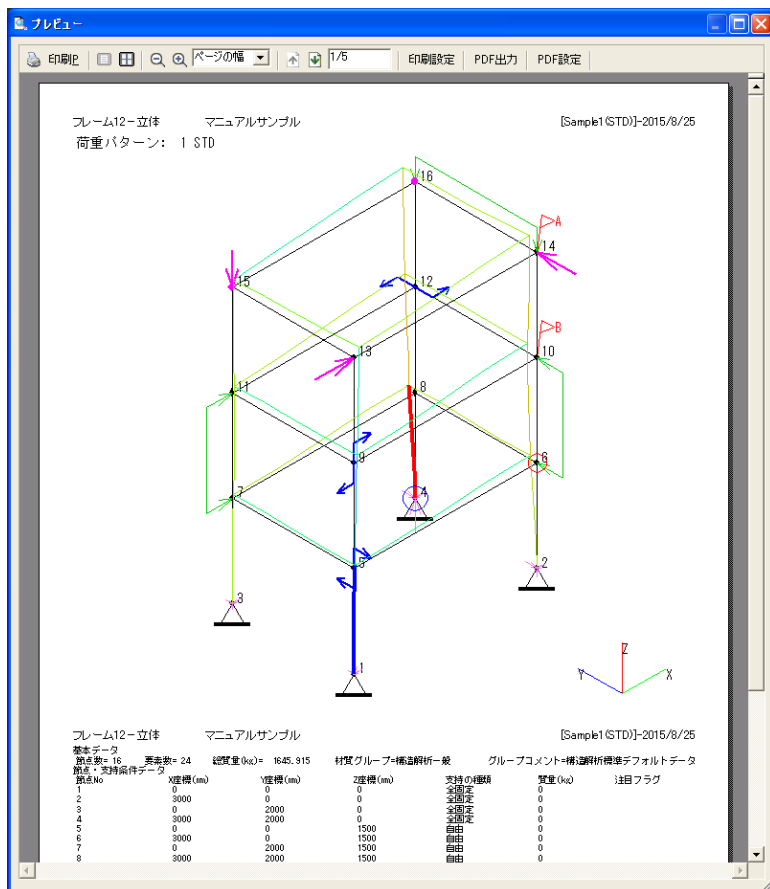 プレビュー
印刷P ページの幅 1/5 印刷設定 PDF出力 PDF設定
フレーム12-立体 マニュアルサンプル [Sample1(STD)]-2015/8/25
荷重パターン: 1 STD
16
A
14
12
15
B
13
10
11
8
9
6
7
4
5
2
3
1
Z
Y
X
フレーム12-立体 マニュアルサンプル [Sample1(STD)]-2015/8/25
基本データ
節点数= 16 要素数= 24 総質量(kg)= 1645.915 材質グループ=構造解析一般 グループコメント=構造解析標準デフォルトデータ
節点・支持条件データ
節点No X座標(mm) Y座標(mm) Z座標(mm) 支持の種類 質量(kg) 注目フラグ
1 0 0 0 全固定 0
2 3000 0 0 全固定 0
3 0 2000 0 全固定 0
4 3000 2000 0 全固定 0
5 0 0 1500 自由 0
6 3000 0 1500 自由 0
7 0 2000 1500 自由 0
8 3000 2000 1500 自由 0